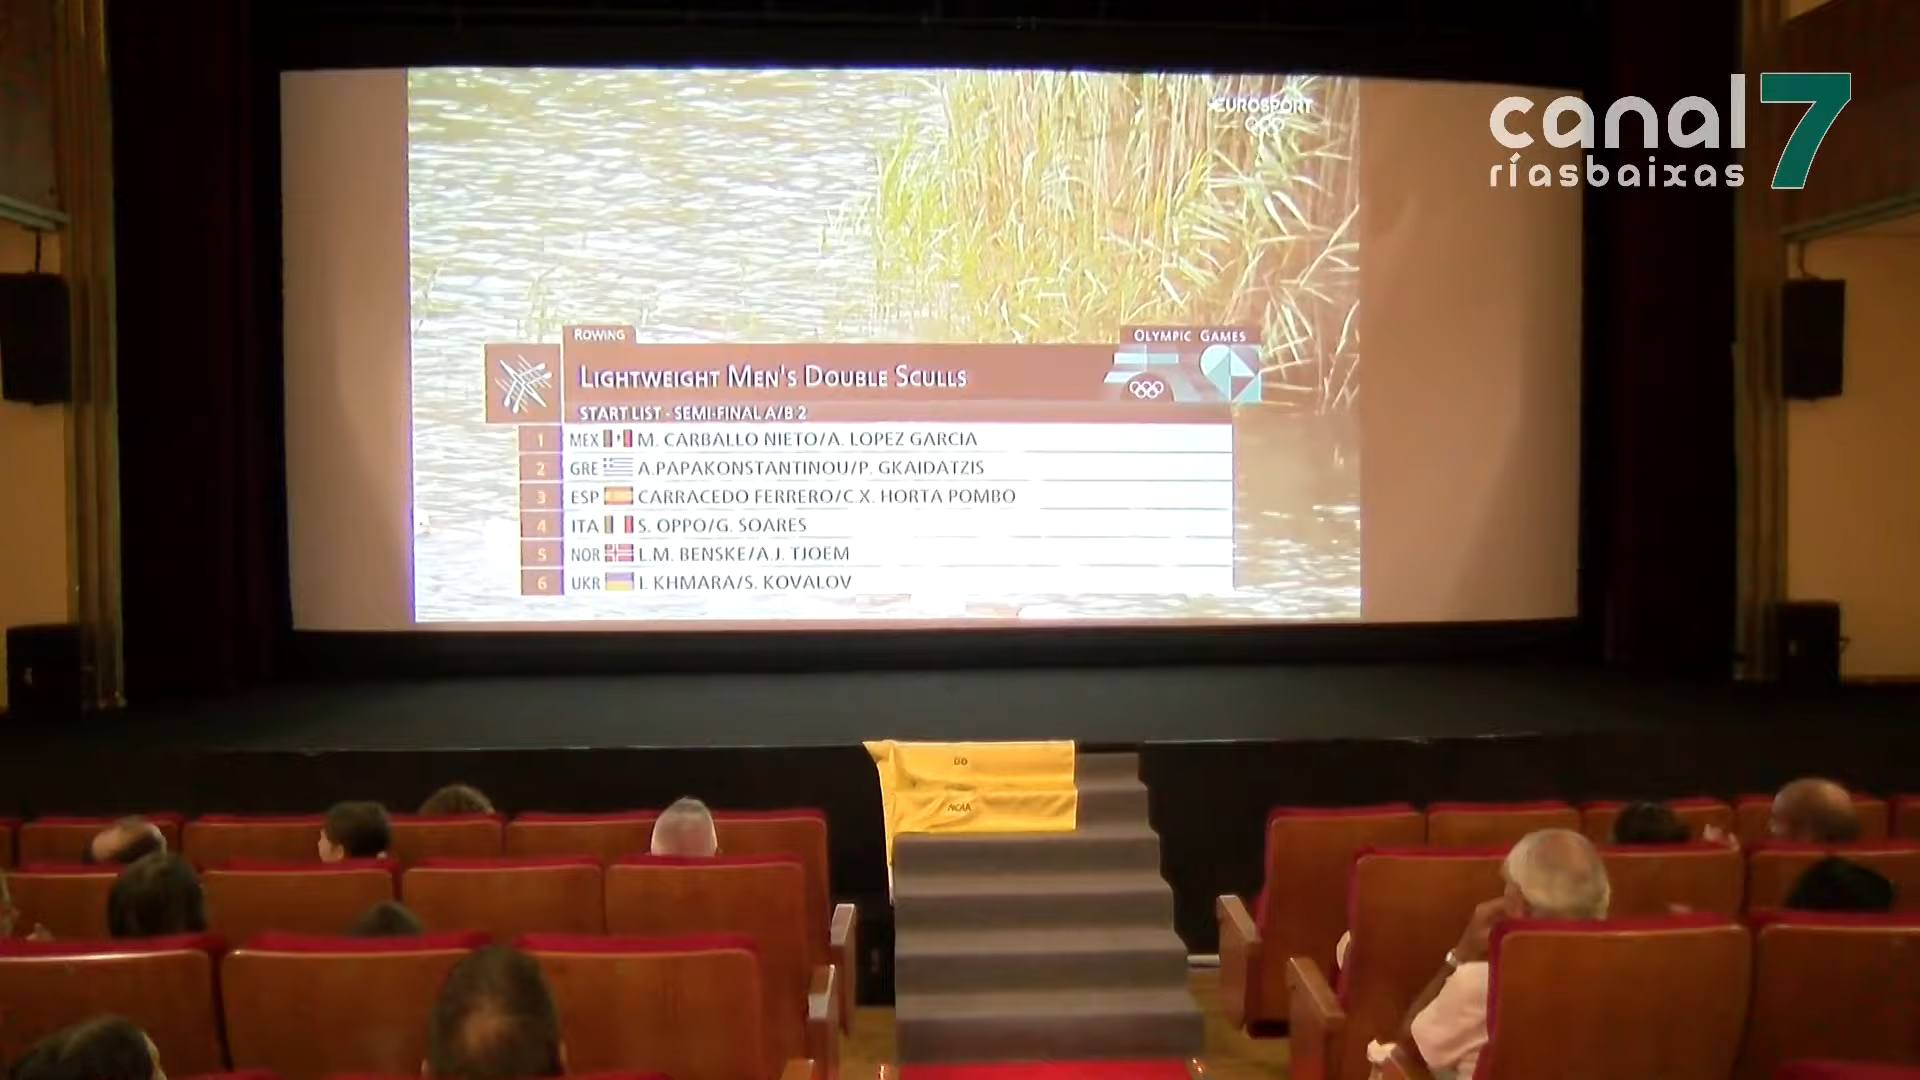 EUROSPORT
canal 7
ríasbaixas
ROWING
OLYMPIC GAMES
LIGHTWEIGHT MEN'S DOUBLE SCULLS
START LIST - SEMI-FINAL A/B 2
1 MEX M. CARBALLO NIETO/A. LOPEZ GARCIA
2 GRE A.PAPAKONSTANTINOU/P. GKAIDATZIS
3 ESP CARRACEDO FERRERO/C.X. HORTA POMBO
4 ITA S. OPPO/G. SOARES
5 NOR L.M. BENSKE/A.J. TJOEM
6 UKR I. KHMARA/S. KOVALOV